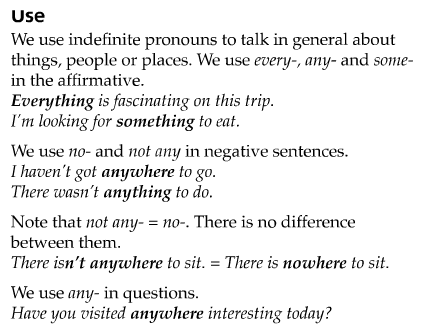 Use
We use indefinite pronouns to talk in general about
things, people or places. We use every-, any- and some-
in the affirmative.
Everything is fascinating on this trip.
I'm looking for something to eat.
We use no- and not any in negative sentences.
I haven't got anywhere to go.
There wasn't anything to do.
Note that not any- = no-. There is no difference
between them.
There isn't anywhere to sit. = There is nowhere to sit.
We use any- in questions.
Have you visited anywhere interesting today?